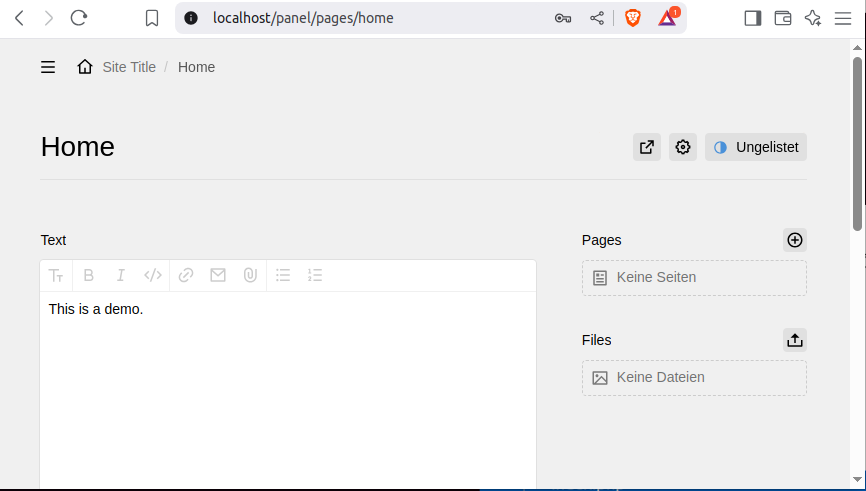 localhost/panel/pages/home
1
Site Title / Home
Home
Ungelistet
Text
Tт B I </>
This is a demo.
Pages
Keine Seiten
Files
Keine Dateien